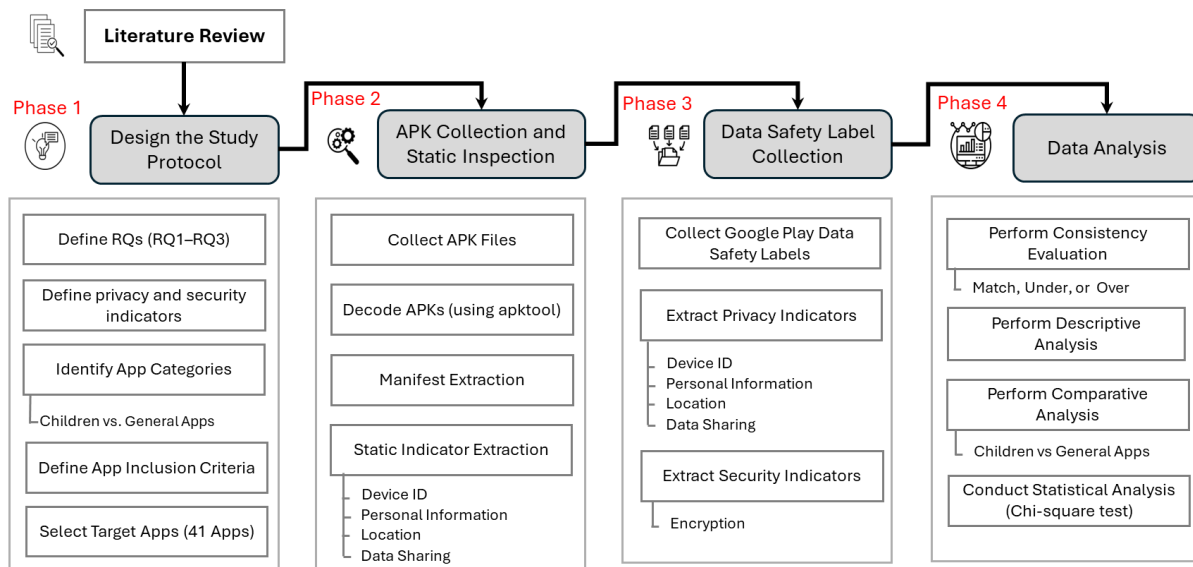 Literature Review
Phase 1
Design the Study
Protocol
Define RQs (RQ1–RQ3)
Define privacy and security
indicators
Identify App Categories
Children vs. General Apps
Define App Inclusion Criteria
Select Target Apps (41 Apps)
Phase 2
APK Collection and
Static Inspection
Collect APK Files
Decode APKs (using apktool)
Manifest Extraction
Static Indicator Extraction
Device ID
Personal Information
Location
Data Sharing
Phase 3
Data Safety Label
Collection
Collect Google Play Data
Safety Labels
Extract Privacy Indicators
Device ID
Personal Information
Location
Data Sharing
Extract Security Indicators
Encryption
Phase 4
Data Analysis
Perform Consistency
Evaluation
Match, Under, or Over
Perform Descriptive
Analysis
Perform Comparative
Analysis
Children vs General Apps
Conduct Statistical Analysis
(Chi-square test)